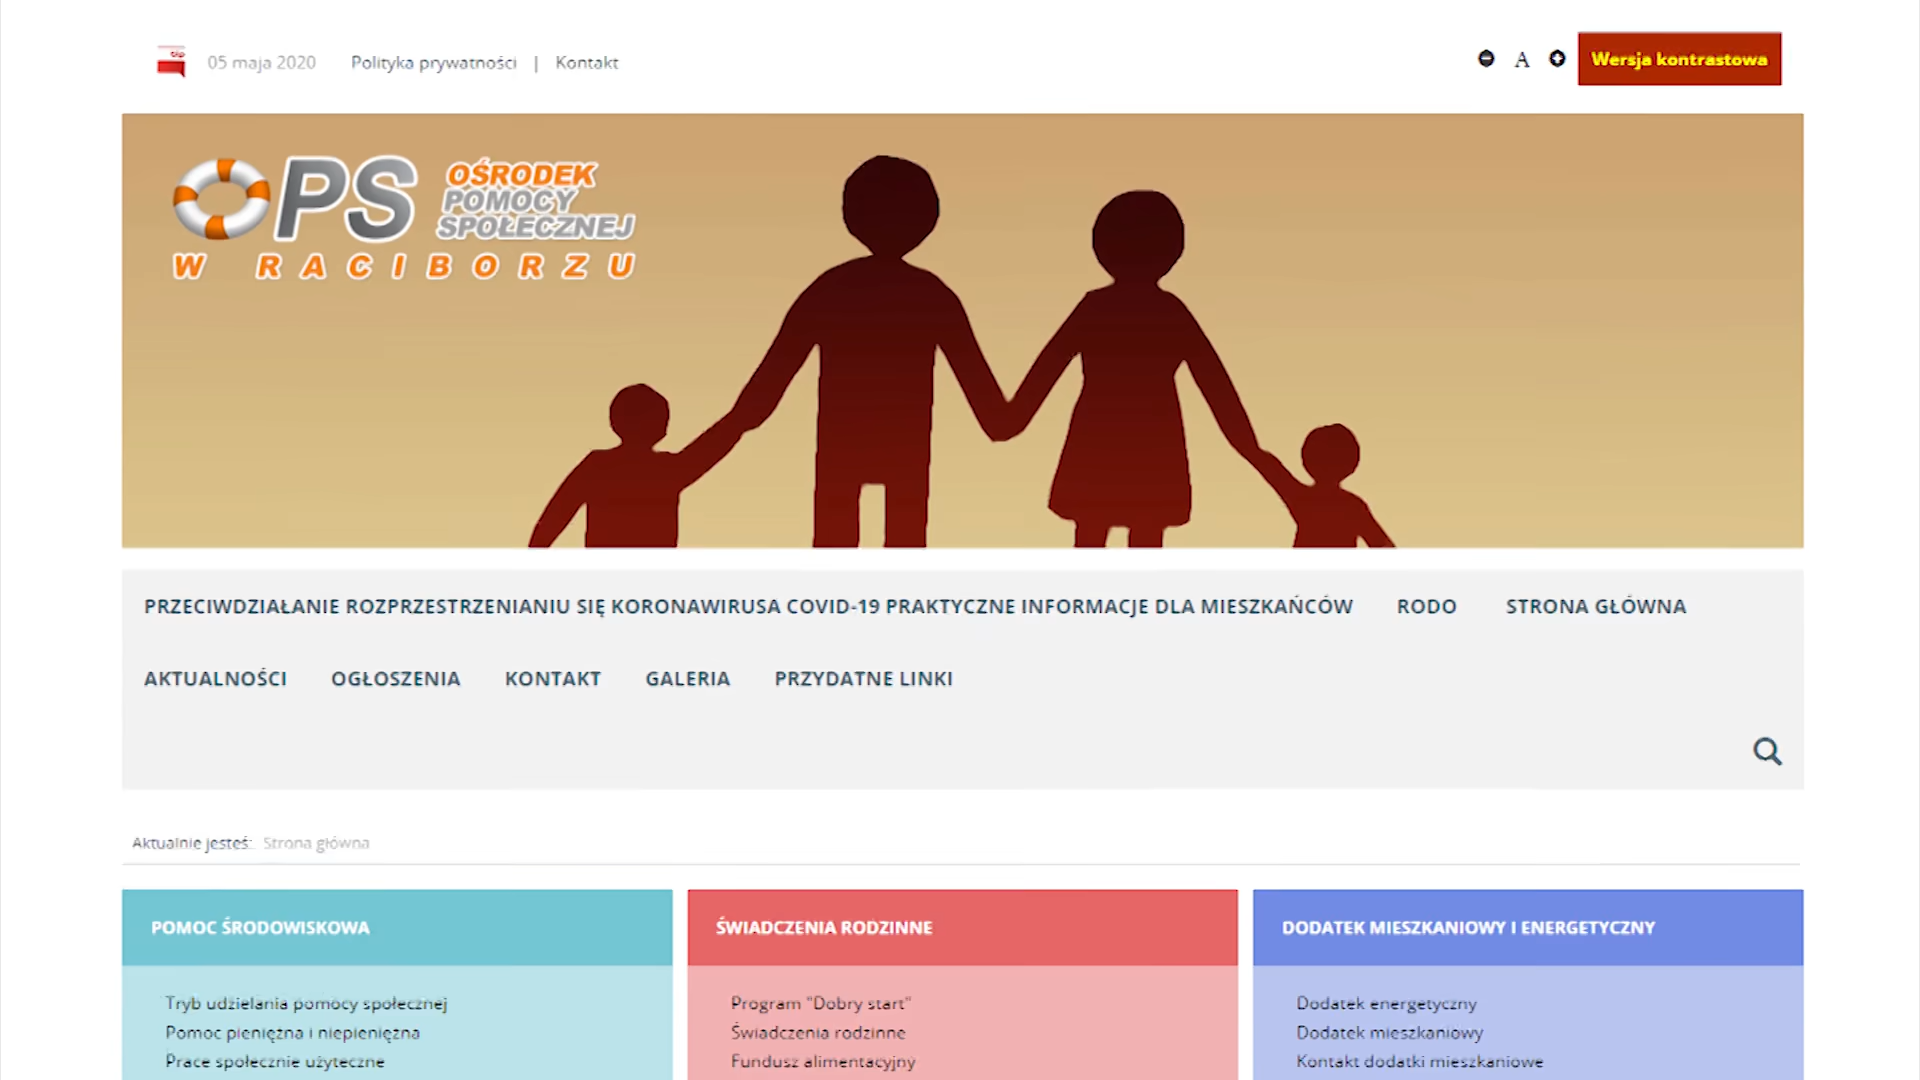 bip 05 maja 2020 Polityka prywatności | Kontakt A Wersja kontrastowa
OPS OŚRODEK
POMOCY
SPOŁECZNEJ
W RACIBORZU
PRZECIWDZIAŁANIE ROZPRZESTRZENIANIU SIĘ KORONAWIRUSA COVID-19 PRAKTYCZNE INFORMACJE DLA MIESZKAŃCÓW RODO STRONA GŁÓWNA
AKTUALNOŚCI OGŁOSZENIA KONTAKT GALERIA PRZYDATNE LINKI
Aktualnie jesteś: Strona główna
POMOC ŚRODOWISKOWA
Tryb udzielania pomocy społecznej
Pomoc pieniężna i niepieniężna
Prace społecznie użyteczne
ŚWIADCZENIA RODZINNE
Program "Dobry start"
Świadczenia rodzinne
Fundusz alimentacyjny
DODATEK MIESZKANIOWY I ENERGETYCZNY
Dodatek energetyczny
Dodatek mieszkaniowy
Kontakt dodatki mieszkaniowe